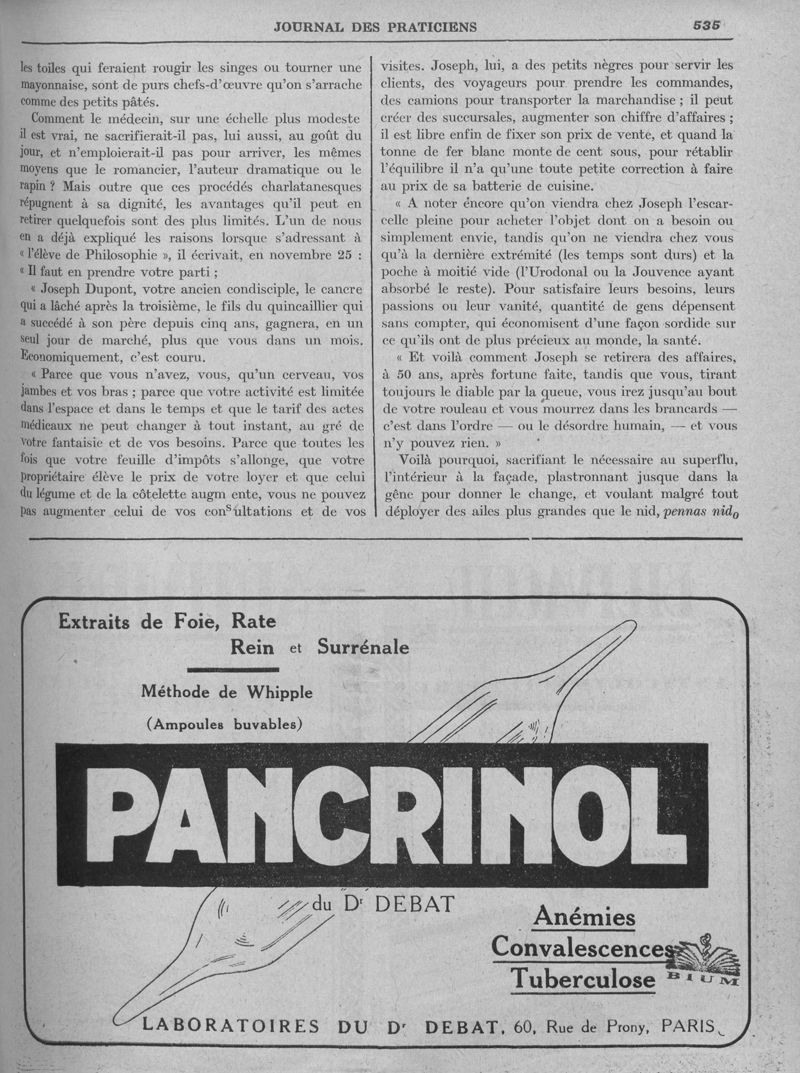 JOURNAL DES PRATICIENS 535
les toiles qui feraient rougir les singes ou tourner une
mayonnaise, sont de purs chefs-d'œuvre qu'on s'arrache
comme des petits pâtés.
Comment le médecin, sur une échelle plus modeste
il est vrai, ne sacrifierait-il pas, lui aussi, au goût du
jour, et n'emploierait-il pas pour arriver, les mêmes
moyens que le romancier, l'auteur dramatique ou le
rapin ? Mais outre que ces procédés charlatanesques
répugnent à sa dignité, les avantages qu'il peut en
retirer quelquefois sont des plus limités. L'un de nous
en a déjà expliqué les raisons lorsque s'adressant à
« l'élève de Philosophie », il écrivait, en novembre 25 :
« Il faut en prendre votre parti ;
« Joseph Dupont, votre ancien condisciple, le cancre
qui a lâché après la troisième, le fils du quincaillier qui
a succédé à son père depuis cinq ans, gagnera, en un
seul jour de marché, plus que vous dans un mois.
Economiquement, c'est couru.
« Parce que vous n'avez, vous, qu'un cerveau, vos
jambes et vos bras ; parce que votre activité est limitée
dans l'espace et dans le temps et que le tarif des actes
médicaux ne peut changer à tout instant, au gré de
votre fantaisie et de vos besoins. Parce que toutes les
fois que votre feuille d'impôts s'allonge, que votre
propriétaire élève le prix de votre loyer et que celui
du légume et de la côtelette augm ente, vous ne pouvez
pas augmenter celui de vos consultations et de vos
visites. Joseph, lui, a des petits nègres pour servir les
clients, des voyageurs pour prendre les commandes,
des camions pour transporter la marchandise ; il peut
créer des succursales, augmenter son chiffre d'affaires ;
il est libre enfin de fixer son prix de vente, et quand la
tonne de fer blanc monte de cent sous, pour rétablir
l'équilibre il n'a qu'une toute petite correction à faire
au prix de sa batterie de cuisine.
« A noter encore qu'on viendra chez Joseph l'escar-
celle pleine pour acheter l'objet dont on a besoin ou
simplement envie, tandis qu'on ne viendra chez vous
qu'à la dernière extrémité (les temps sont durs) et la
poche à moitié vide (l'Urodonal ou la Jouvence ayant
absorbé le reste). Pour satisfaire leurs besoins, leurs
passions ou leur vanité, quantité de gens dépensent
sans compter, qui économisent d'une façon sordide sur
ce qu'ils ont de plus précieux au monde, la santé.
« Et voilà comment Joseph se retirera des affaires,
à 50 ans, après fortune faite, tandis que vous, tirant
toujours le diable par la queue, vous irez jusqu'au bout
de votre rouleau et vous mourrez dans les brancards —
c'est dans l'ordre — ou le désordre humain, — et vous
n'y pouvez rien. »
Voilà pourquoi, sacrifiant le nécessaire au superflu,
l'intérieur à la façade, plastronnant jusque dans la
gêne pour donner le change, et voulant malgré tout
déployer des ailes plus grandes que le nid, pennas nido
Extraits de Foie, Rate
Rein et Surrénale
Méthode de Whipple
(Ampoules buvables)
PANCRINOL
du Dr DEBAT
Anémies
Convalescences
Tuberculose
BIUM
LABORATOIRES DU Dr DEBAT, 60, Rue de Prony, PARIS